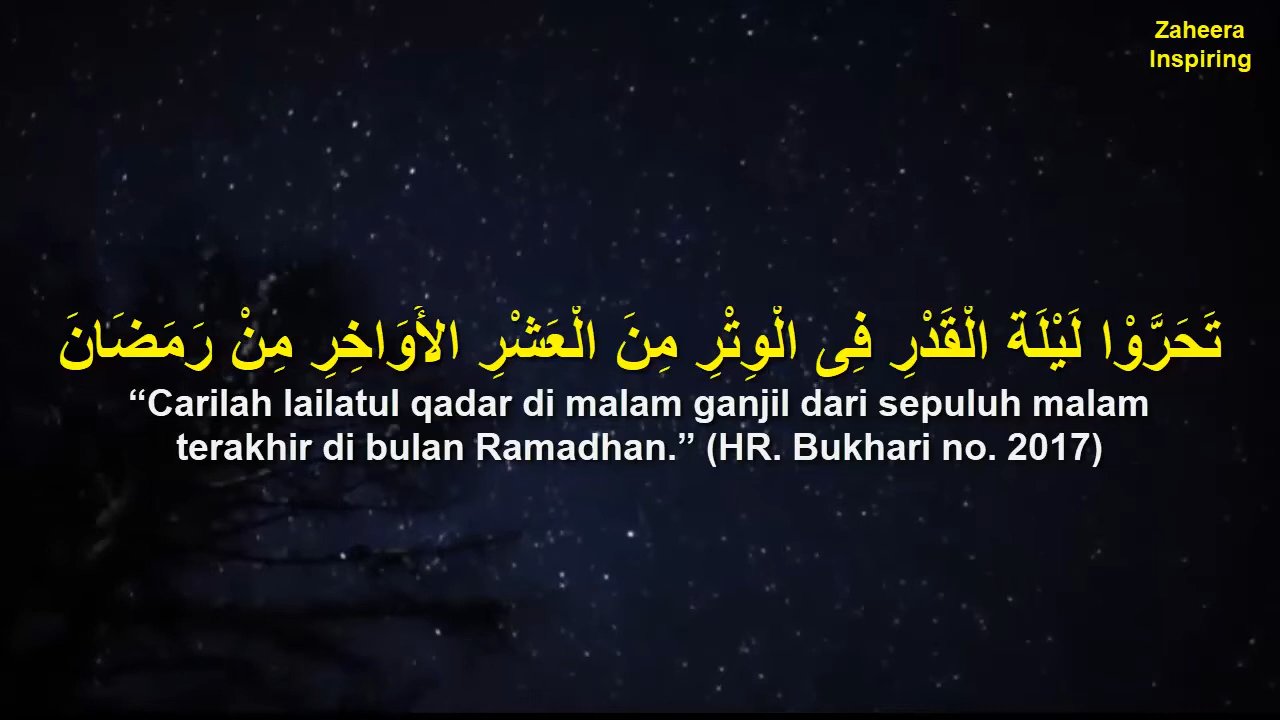 Zaheera
Inspiring
تَحَرَّوْا لَيْلَة الْقَدْرِ فِى الْوِتْرِ مِنَ الْعَشْرِ الأَوَاخِرِ مِنْ رَمَضَانَ
“Carilah lailatul qadar di malam ganjil dari sepuluh malam
terakhir di bulan Ramadhan.” (HR. Bukhari no. 2017)